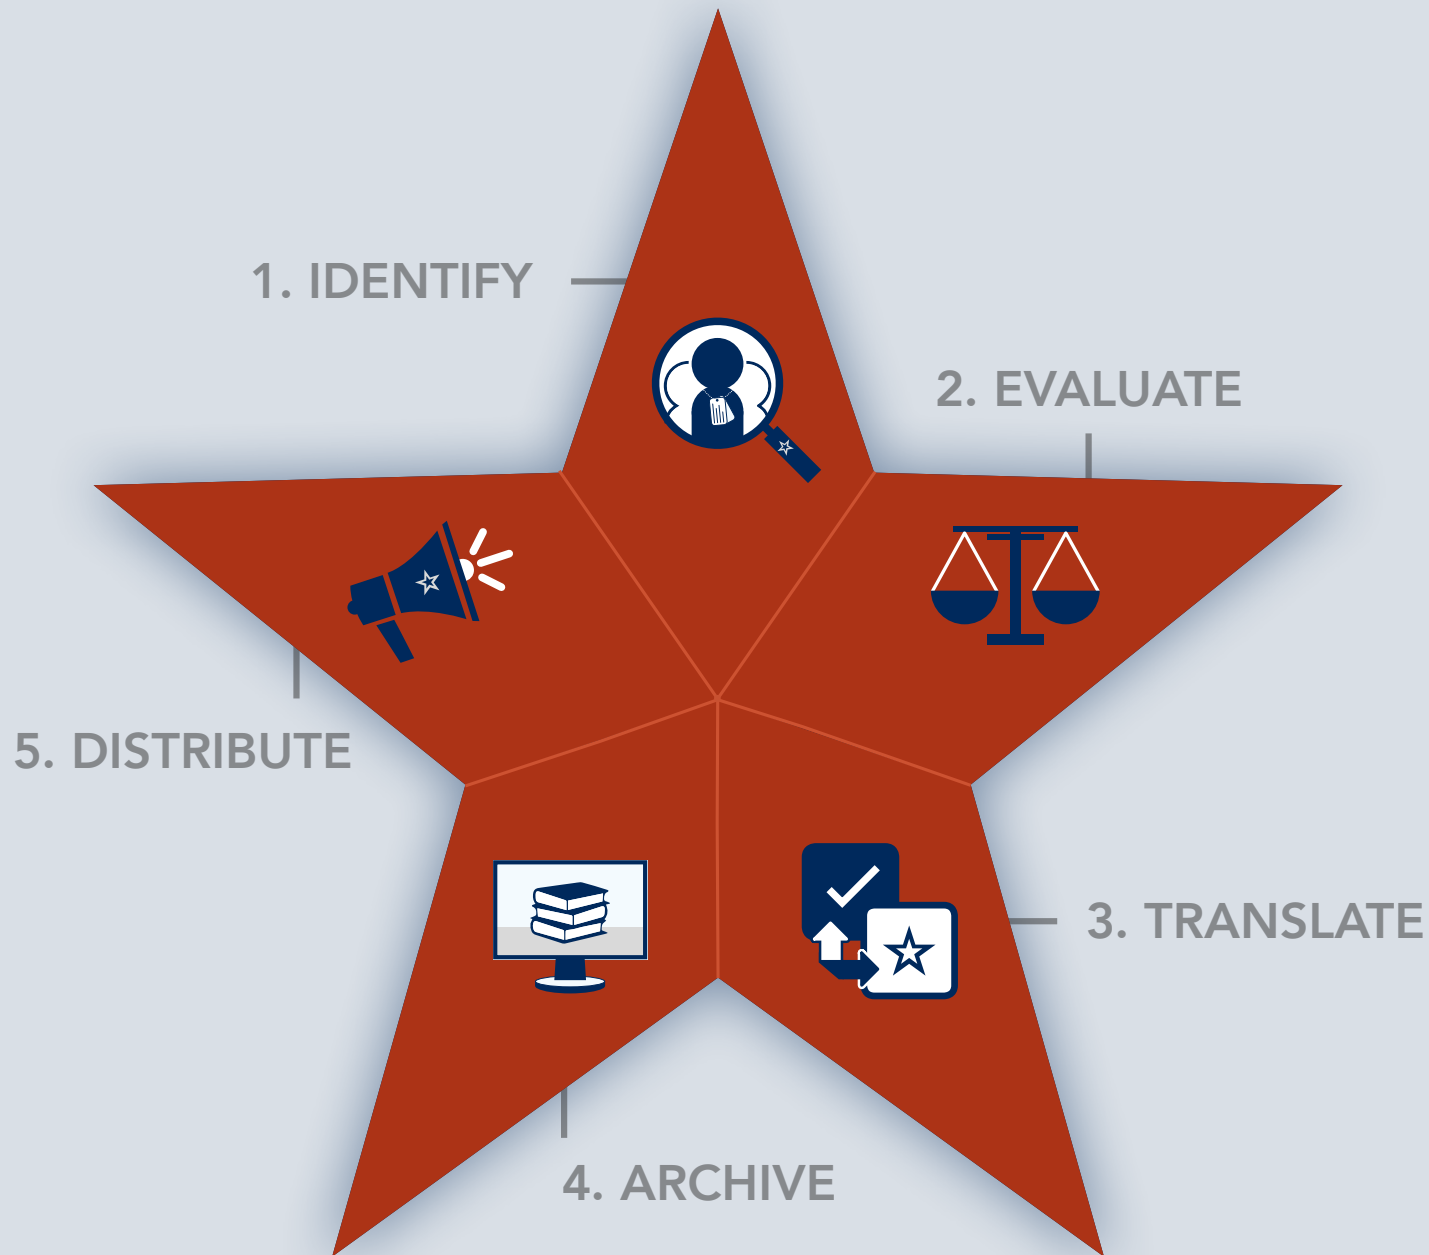 1. IDENTIFY
2. EVALUATE
3. TRANSLATE
4. ARCHIVE
5. DISTRIBUTE